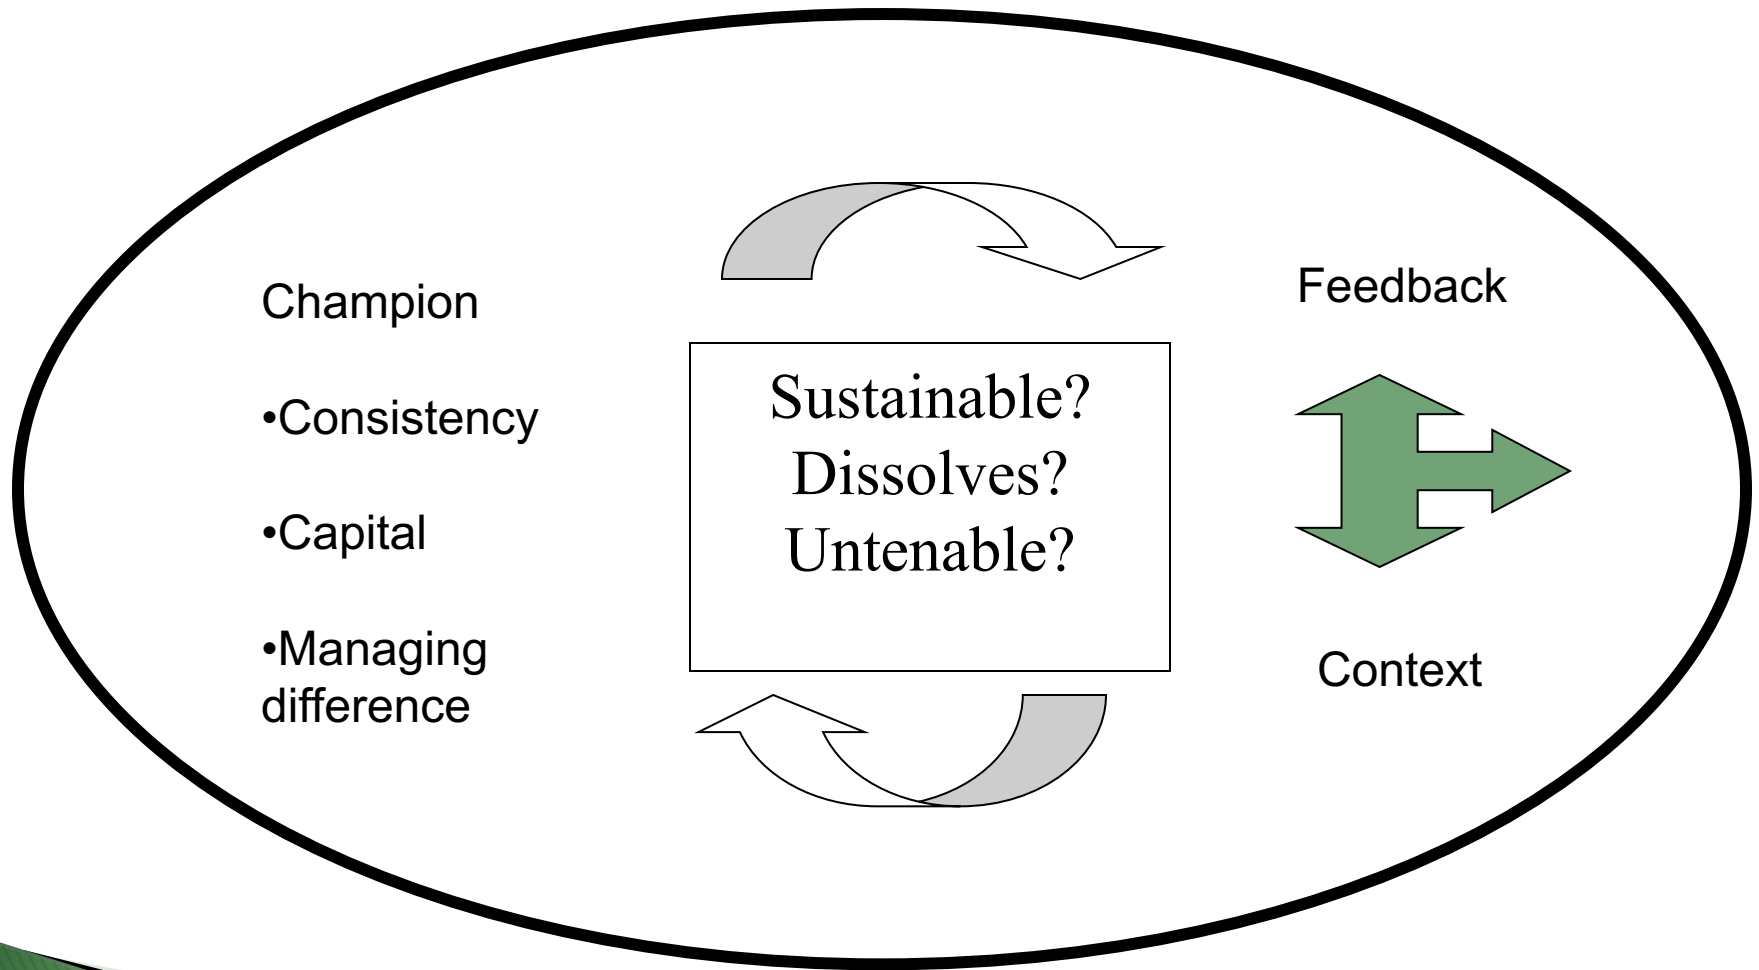 Champion
•Consistency
•Capital
•Managing
difference
Sustainable?
Dissolves?
Untenable?
Feedback
Context